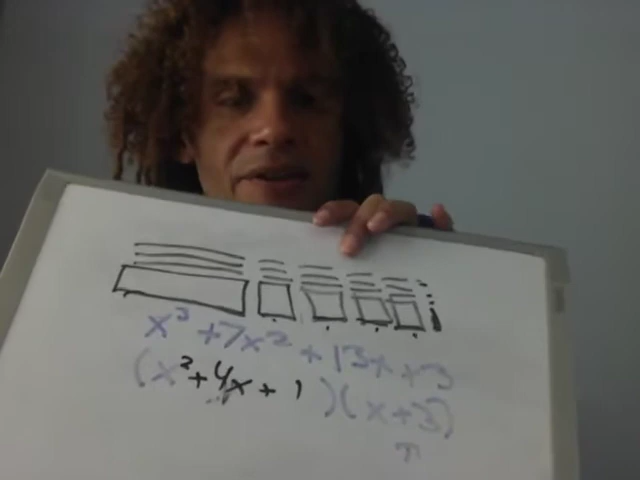 x³ + 7x² + 13x + 3
(x² + 4x + 1)(x + 3)